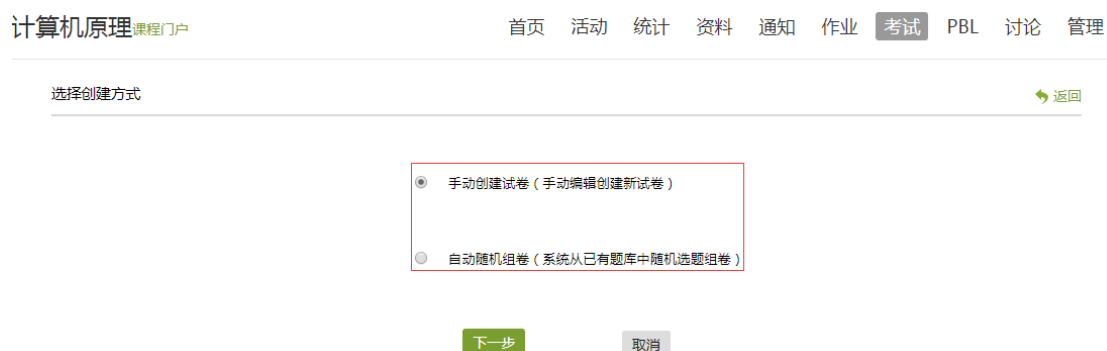 计算机原理课程门户 首页 活动 统计 资料 通知 作业 考试 PBL 讨论 管理
选择创建方式 返回
手动创建试卷（手动编辑创建新试卷）
自动随机组卷（系统从已有题库中随机选题组卷）
下一步 取消